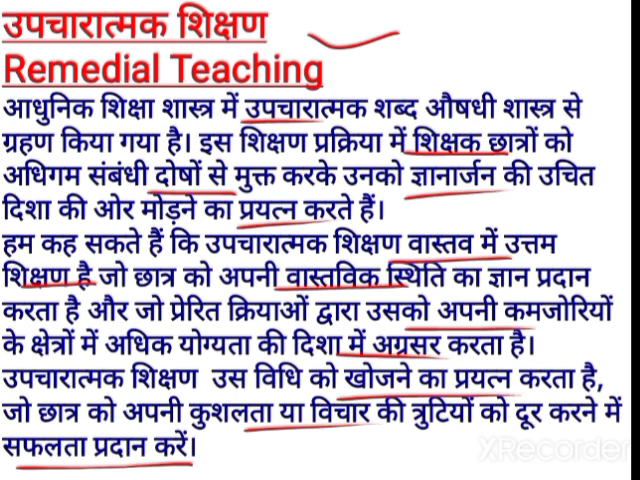 उपचारात्मक शिक्षण
Remedial Teaching
आधुनिक शिक्षा शास्त्र में उपचारात्मक शब्द औषधी शास्त्र से
ग्रहण किया गया है। इस शिक्षण प्रक्रिया में शिक्षक छात्रों को
अधिगम संबंधी दोषों से मुक्त करके उनको ज्ञानार्जन की उचित
दिशा की ओर मोड़ने का प्रयत्न करते हैं।
हम कह सकते हैं कि उपचारात्मक शिक्षण वास्तव में उत्तम
शिक्षण है जो छात्र को अपनी वास्तविक स्थिति का ज्ञान प्रदान
करता है और जो प्रेरित क्रियाओं द्वारा उसको अपनी कमजोरियों
के क्षेत्रों में अधिक योग्यता की दिशा में अग्रसर करता है।
उपचारात्मक शिक्षण उस विधि को खोजने का प्रयत्न करता है,
जो छात्र को अपनी कुशलता या विचार की त्रुटियों को दूर करने में
सफलता प्रदान करें।
XRecorder